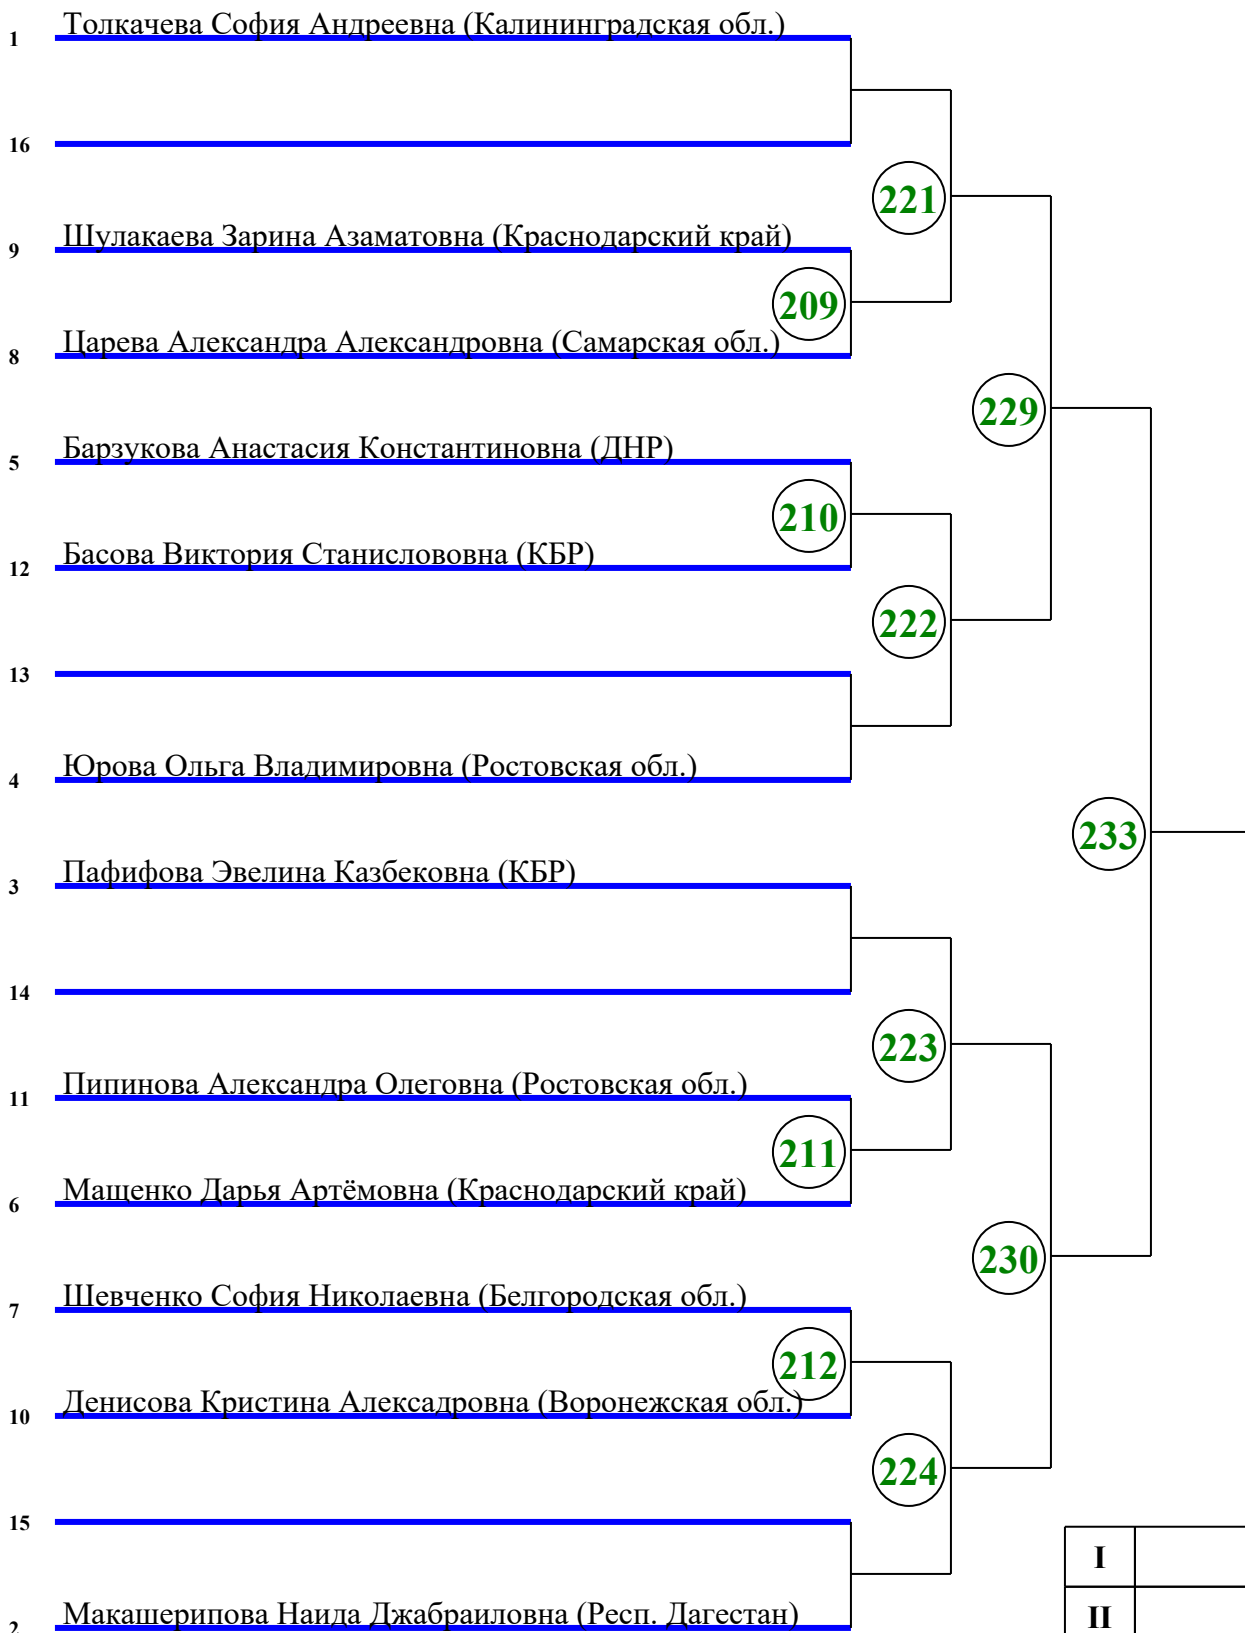 1 Толкачева София Андреевна (Калининградская обл.)
16
221
9 Шулакаева Зарина Азаматовна (Краснодарский край)
209
8 Царева Александра Александровна (Самарская обл.)
229
5 Барзукова Анастасия Константиновна (ДНР)
210
12 Басова Виктория Станислововна (КБР)
222
13
4 Юрова Ольга Владимировна (Ростовская обл.)
233
3 Пафифова Эвелина Казбековна (КБР)
14
223
11 Пипинова Александра Олеговна (Ростовская обл.)
211
6 Мащенко Дарья Артёмовна (Краснодарский край)
230
7 Шевченко София Николаевна (Белгородская обл.)
212
10 Денисова Кристина Алексадровна (Воронежская обл.)
224
15
I
2 Макашерипова Наида Джабраиловна (Респ. Дагестан)
II